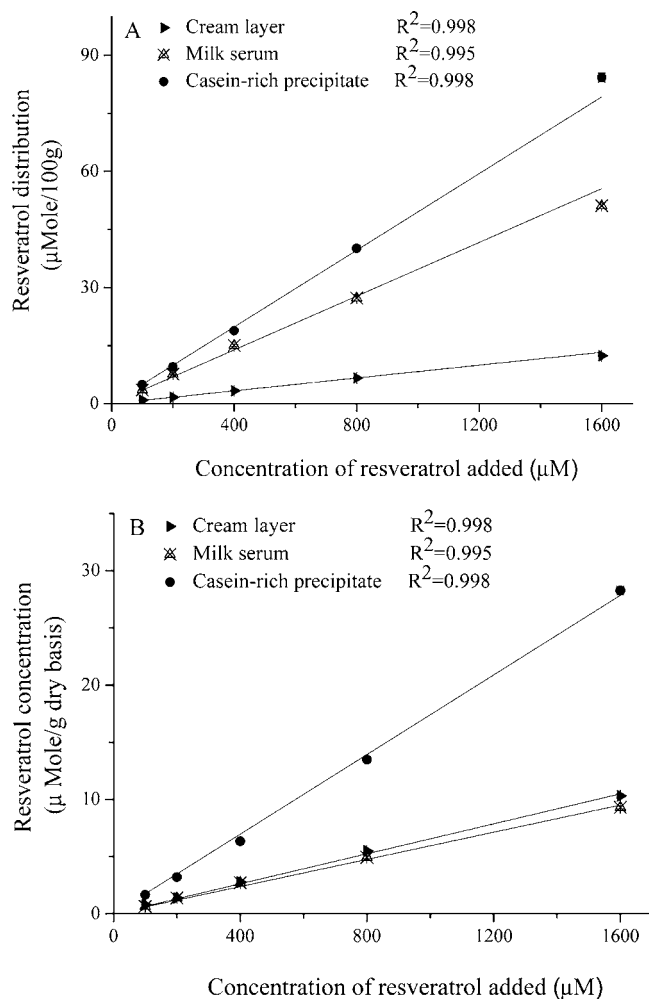 A
Cream layer R²=0.998
Milk serum R²=0.995
Casein-rich precipitate R²=0.998
90
60
30
0
Resveratrol distribution
(µMole/100g)
0 400 800 1200 1600
Concentration of resveratrol added (µM)
B
Cream layer R²=0.998
Milk serum R²=0.995
Casein-rich precipitate R²=0.998
30
20
10
0
Resveratrol concentration
(µ Mole/g dry basis)
0 400 800 1200 1600
Concentration of resveratrol added (µM)